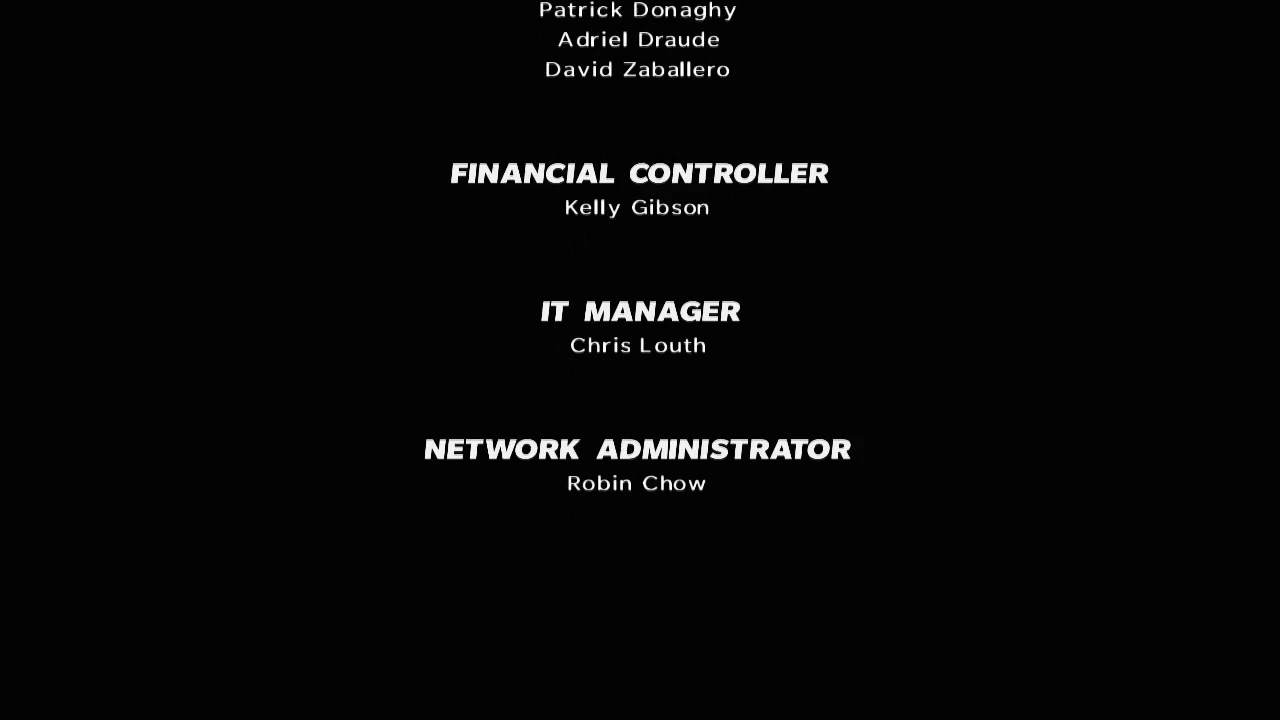 Patrick Donaghy
Adriel Draude
David Zaballero
FINANCIAL CONTROLLER
Kelly Gibson
IT MANAGER
Chris Louth
NETWORK ADMINISTRATOR
Robin Chow